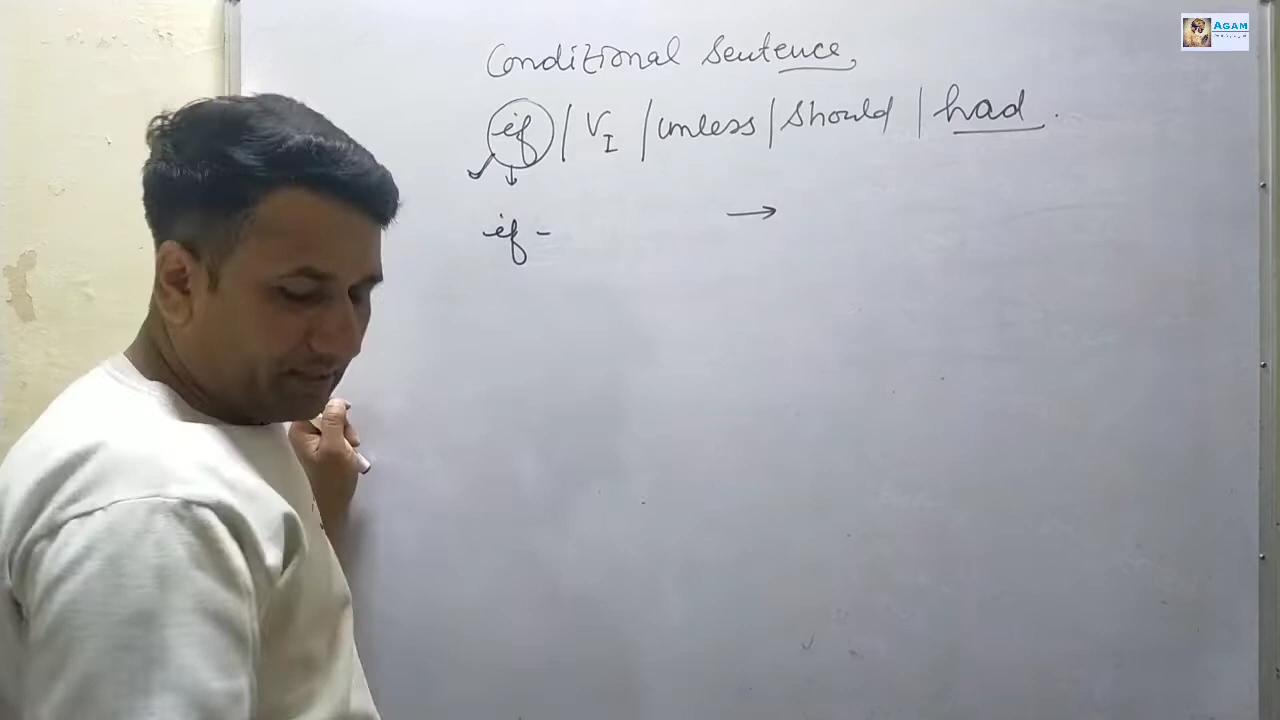 Conditional Sentence,
if / V1 / unless / should / had.
if - →
AGAM